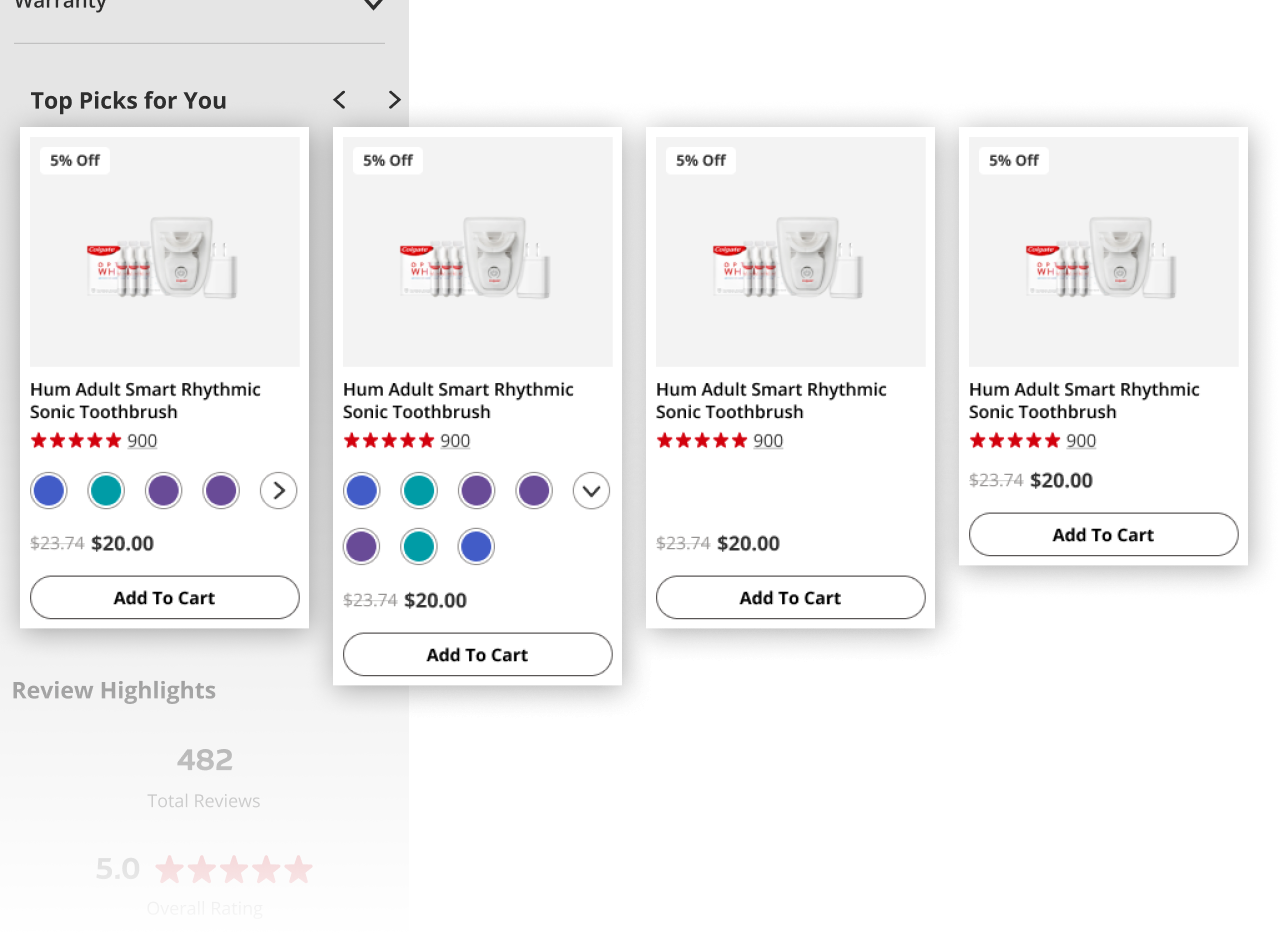 Warranty
Top Picks for You
5% Off
Colgate
O P
WH
Hum Adult Smart Rhythmic
Sonic Toothbrush
900
$23.74 $20.00
Add To Cart
5% Off
Colgate
O P
WH
Hum Adult Smart Rhythmic
Sonic Toothbrush
900
$23.74 $20.00
Add To Cart
5% Off
Colgate
O P
WH
Hum Adult Smart Rhythmic
Sonic Toothbrush
900
$23.74 $20.00
Add To Cart
5% Off
Colgate
O P
WH
Hum Adult Smart Rhythmic
Sonic Toothbrush
900
$23.74 $20.00
Add To Cart
Review Highlights
482
Total Reviews
5.0
Overall Rating